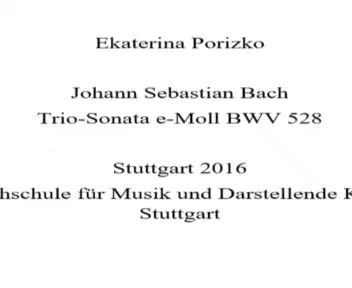 Ekaterina Porizko
Johann Sebastian Bach
Trio-Sonata e-Moll BWV 528
Stuttgart 2016
hschule für Musik und Darstellende K
Stuttgart